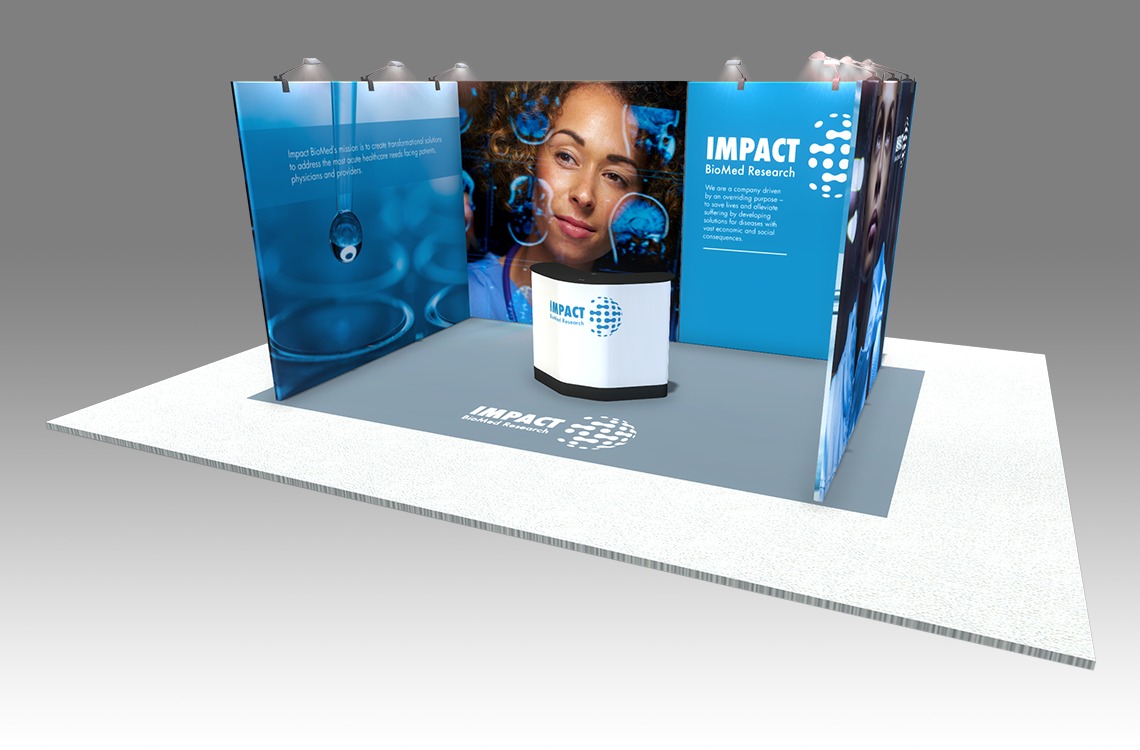 Impact BioMed's mission is to create transformational solutions
to address the most acute healthcare needs facing patients,
physicians and providers.
IMPACT
BioMed Research
We are a company driven
by an overriding purpose –
to save lives and alleviate
suffering by developing
solutions for diseases with
vast economic and social
consequences.
IMPACT
BioMed Research
IMPACT
BioMed Research